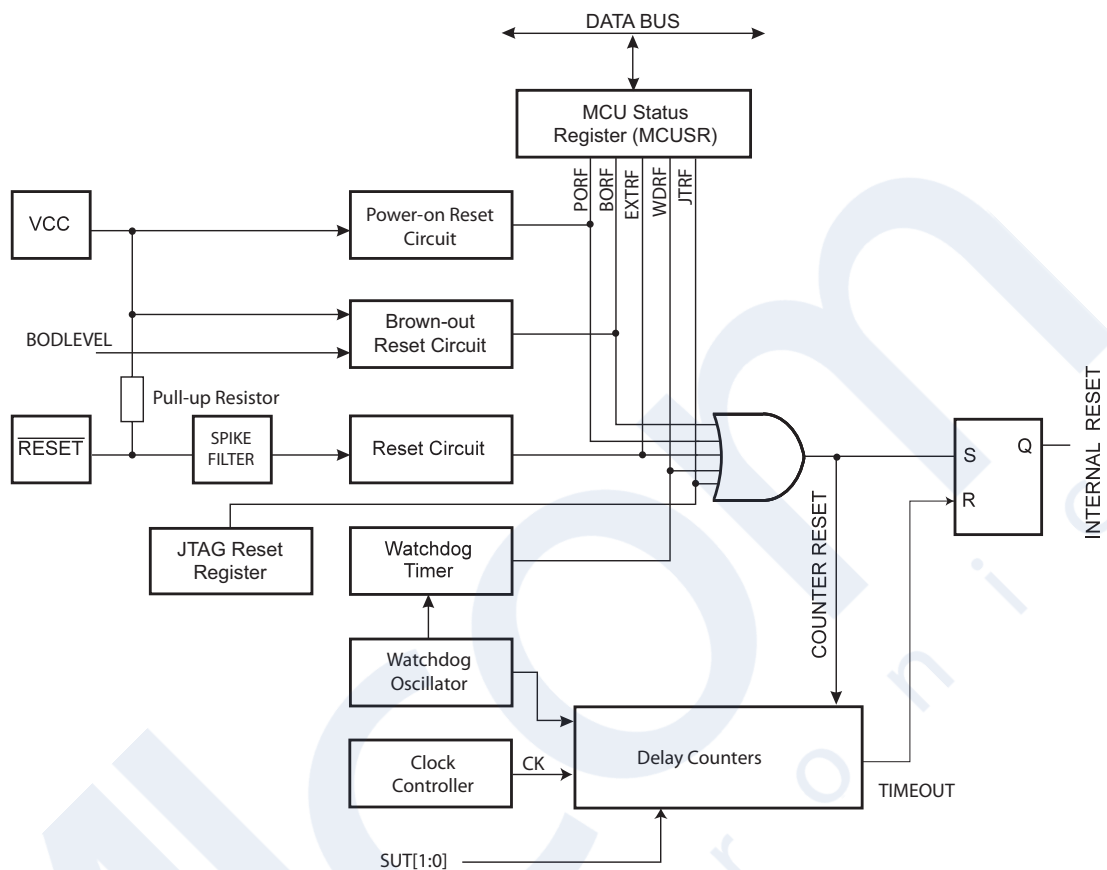 DATA BUS
MCU Status
Register (MCUSR)
PORF
BORF
EXTRF
WDRF
JTRF
VCC
Power-on Reset
Circuit
Brown-out
Reset Circuit
BODLEVEL
Pull-up Resistor
RESET
SPIKE
FILTER
Reset Circuit
S
Q
R
INTERNAL RESET
JTAG Reset
Register
Watchdog
Timer
COUNTER RESET
Watchdog
Oscillator
Clock
Controller
CK
Delay Counters
TIMEOUT
SUT[1:0]